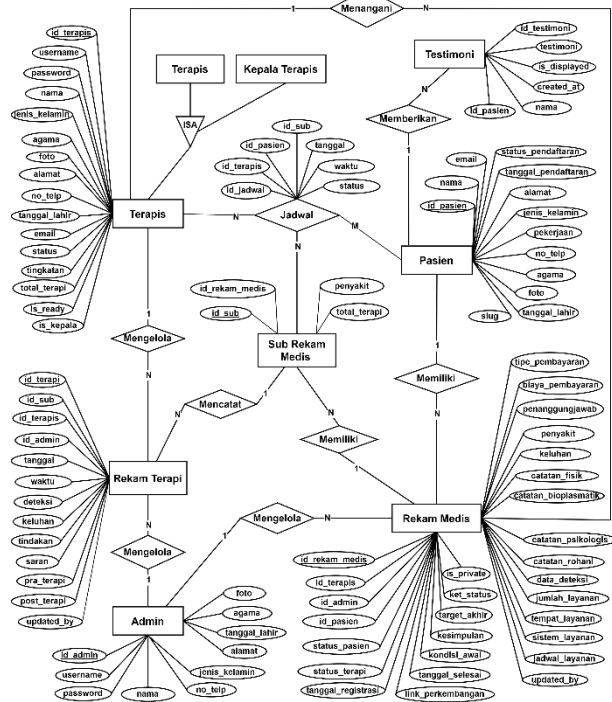 1
Menangani
N
id_terapis
username
password
nama
jenis_kelamin
agama
foto
alamat
no_telp
tanggal_lahir
email
status
tingkatan
total_terapi
is_ready
is_kepala
Terapis
Terapis
Kepala Terapis
ISA
id_sub
id_pasien
tanggal
id_terapis
waktu
id_jadwal
status
N
Jadwal
M
N
Testimoni
id_testimoni
testimoni
is_displayed
created_at
nama
id_pasien
N
Memberikan
1
email
nama
id_pasien
status_pendaftaran
tanggal_pendaftaran
alamat
jenis_kelamin
pekerjaan
no_telp
agama
foto
tanggal_lahir
slug
Pasien
1
Memiliki
N
id_rekam_medis
id_sub
penyakit
total_terapi
Sub Rekam
Medis
1
Mencatat
N
N
Memiliki
1
1
Mengelola
N
id_terapi
id_sub
id_terapis
id_admin
tanggal
waktu
deteksi
keluhan
tindakan
saran
pra_terapi
post_terapi
updated_by
Rekam Terapi
N
Mengelola
1
1
Mengelola
N
Admin
foto
agama
tanggal_lahir
alamat
id_admin
username
password
nama
no_telp
jenis_kelamin
Rekam Medis
tipe_pembayaran
biaya_pembayaran
penanggungjawab
penyakit
keluhan
catatan_fisik
catatan_bioplasmatik
catatan_psikologis
catatan_rohani
data_deteksi
jumlah_layanan
tempat_layanan
sistem_layanan
jadwal_layanan
updated_by
id_rekam_medis
id_terapis
id_admin
id_pasien
status_pasien
status_terapi
tanggal_registrasi
is_private
ket_status
target_akhir
kesimpulan
kondisi_awal
tanggal_selesai
link_perkembangan